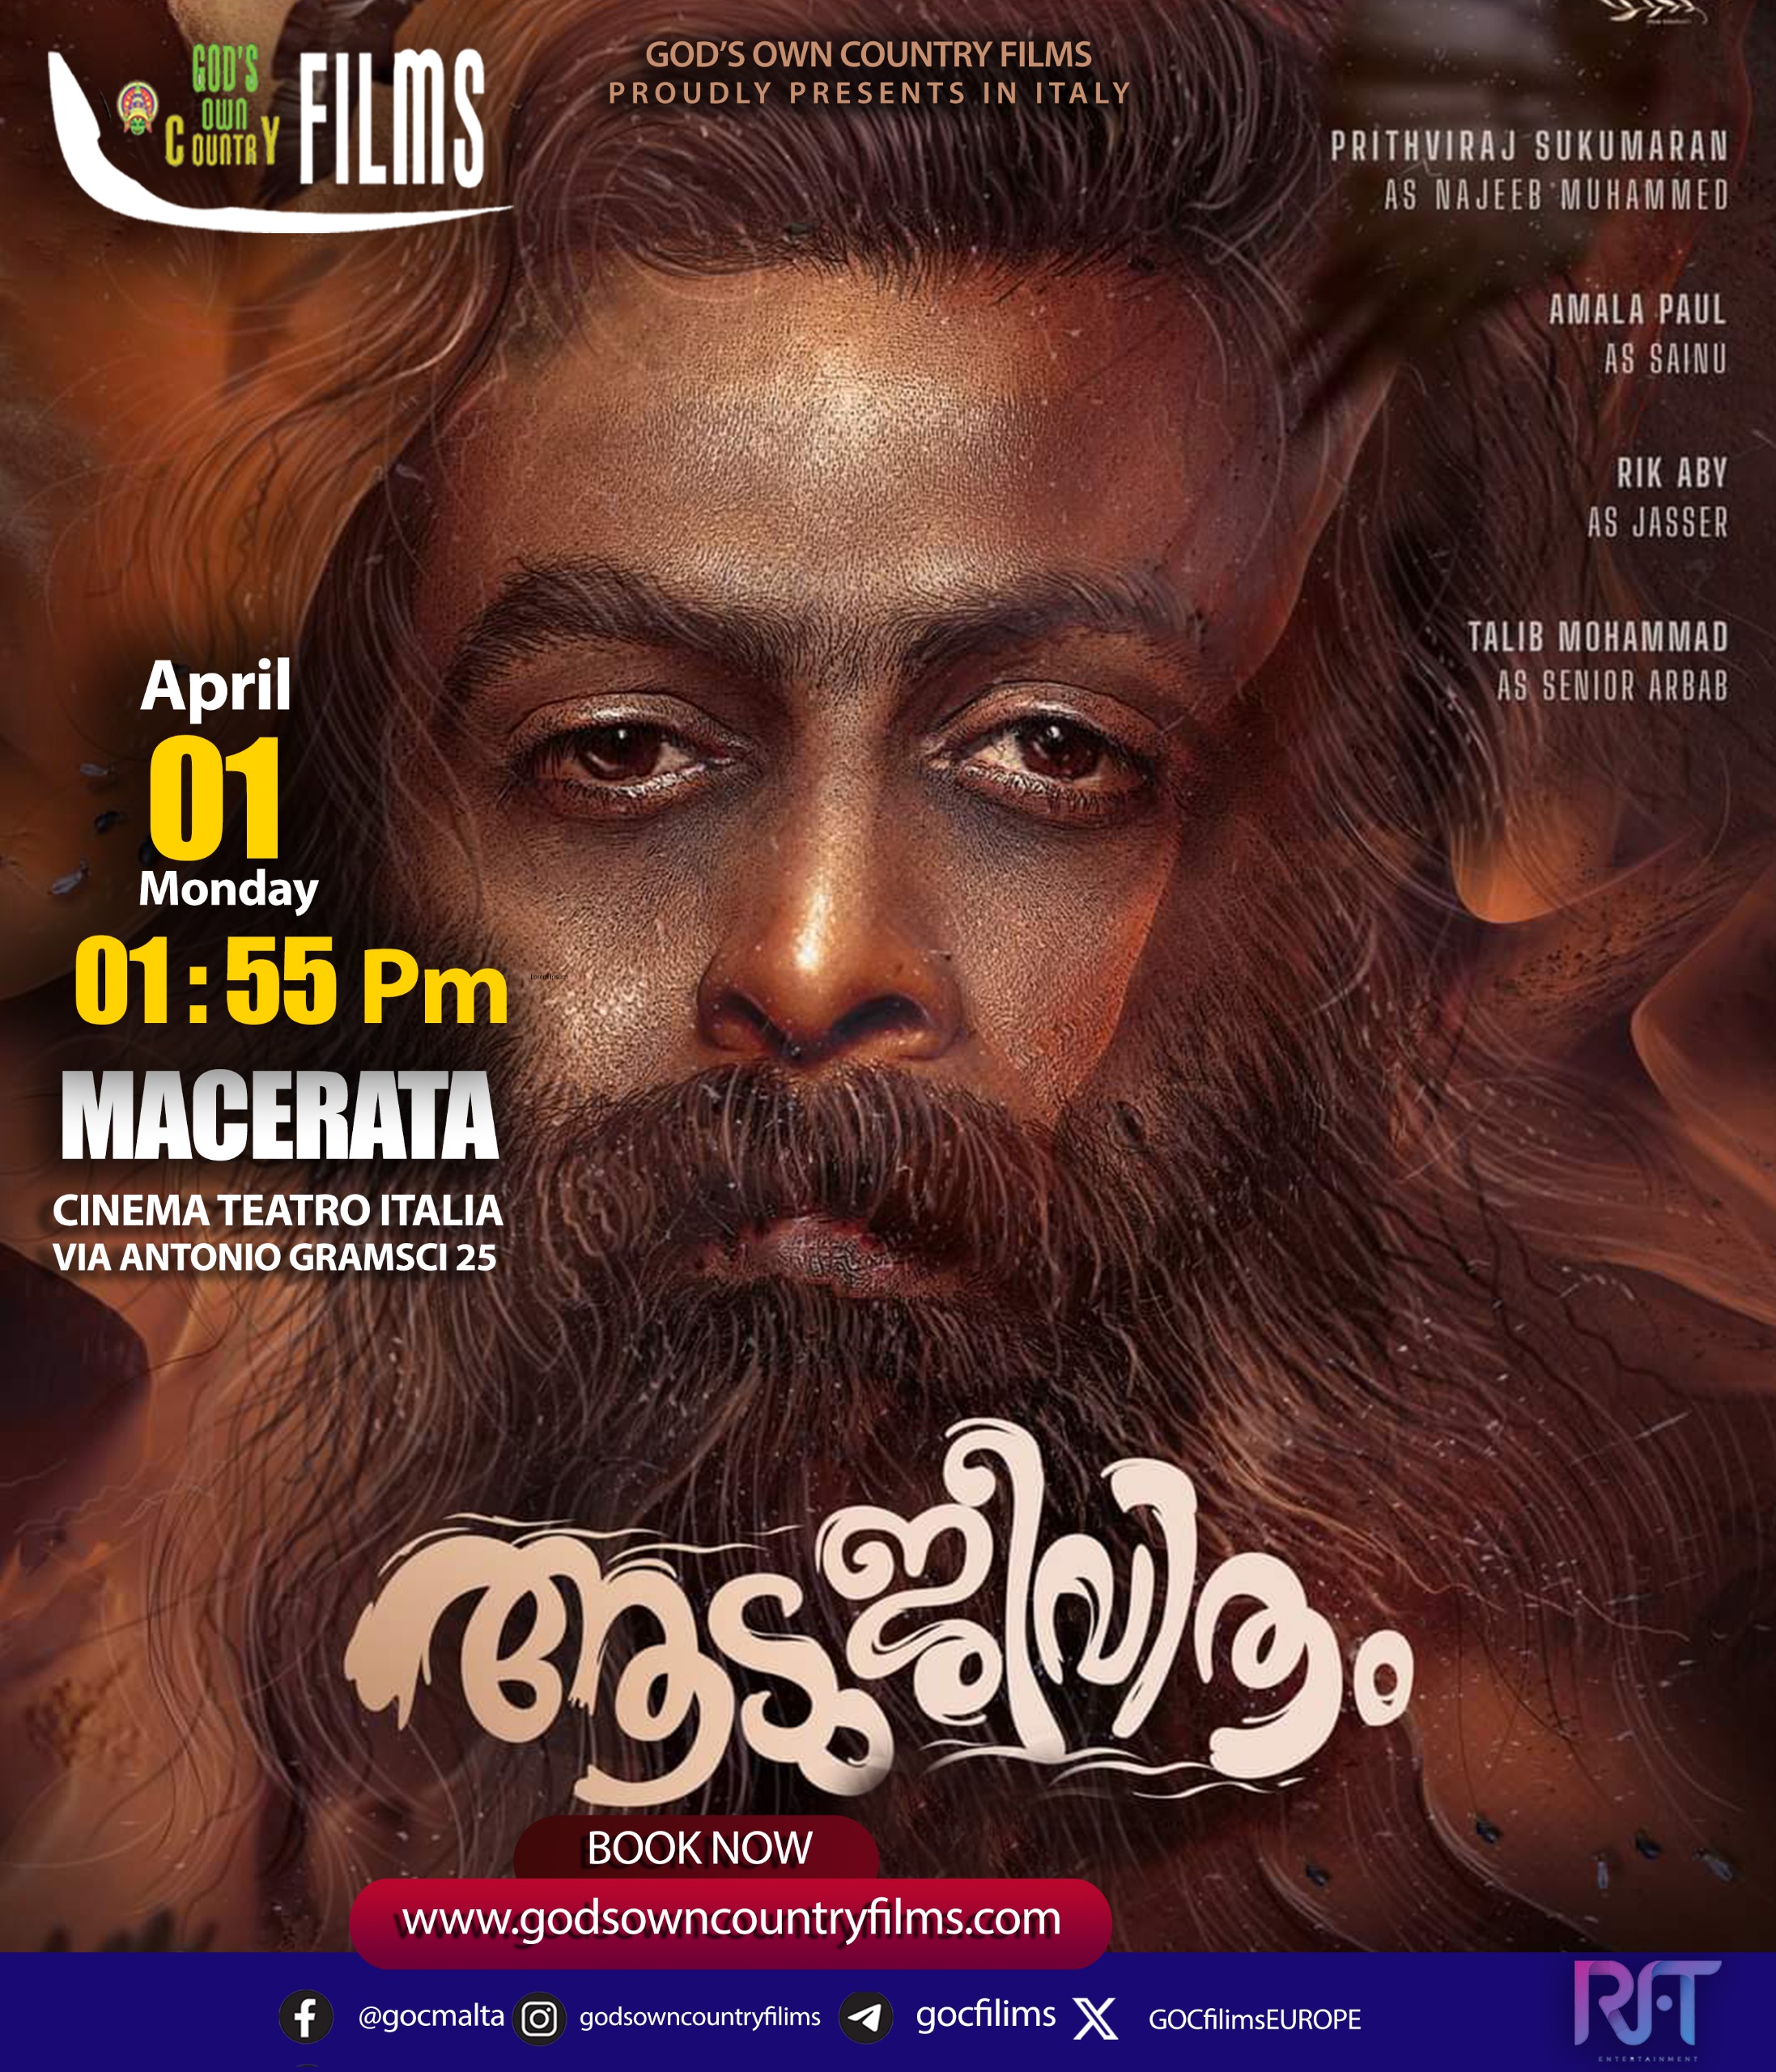 GOD'S
OWN
COUNTRY
FILMS
GOD'S OWN COUNTRY FILMS
PROUDLY PRESENTS IN ITALY
PRITHVIRAJ SUKUMARAN
AS NAJEEB MUHAMMED
AMALA PAUL
AS SAINU
RIK ABY
AS JASSER
TALIB MOHAMMAD
AS SENIOR ARBAB
April
01
Monday
01 : 55 Pm
MACERATA
CINEMA TEATRO ITALIA
VIA ANTONIO GRAMSCI 25
ആടുജീവിതം
BOOK NOW
www.godsowncountryfilms.com
@gocmalta godsowncountryfilims gocfilims GOCfilimsEUROPE
RFT
ENTERTAINMENT